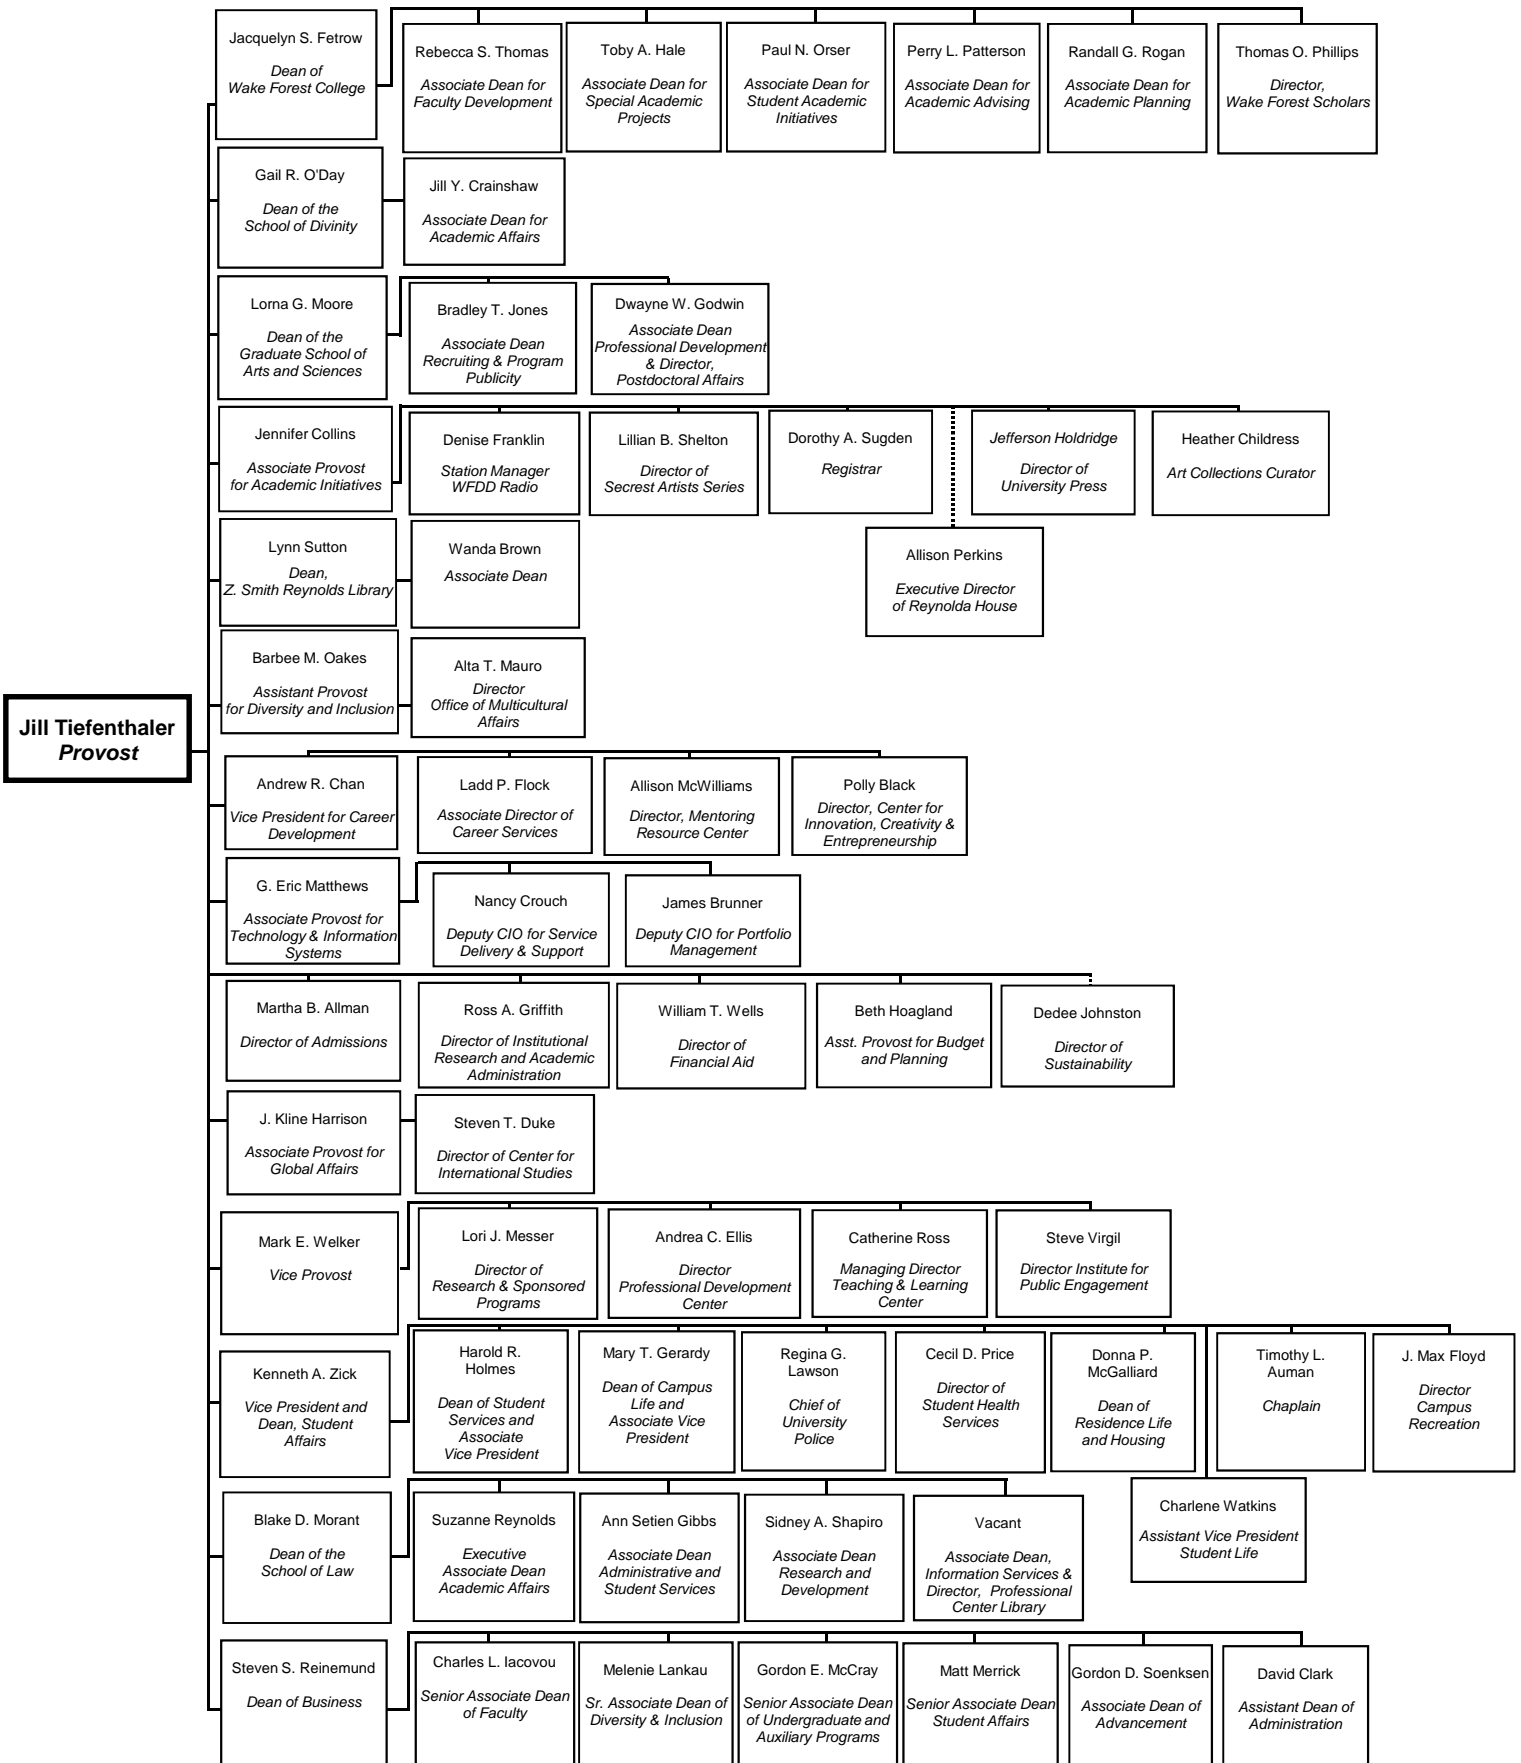 Jacquelyn S. Fetrow
Dean of
Wake Forest College
Rebecca S. Thomas
Associate Dean for
Faculty Development
Toby A. Hale
Associate Dean for
Special Academic
Projects
Paul N. Orser
Associate Dean for
Student Academic
Initiatives
Perry L. Patterson
Associate Dean for
Academic Advising
Randall G. Rogan
Associate Dean for
Academic Planning
Thomas O. Phillips
Director,
Wake Forest Scholars
Gail R. O'Day
Dean of the
School of Divinity
Jill Y. Crainshaw
Associate Dean for
Academic Affairs
Lorna G. Moore
Dean of the
Graduate School of
Arts and Sciences
Bradley T. Jones
Associate Dean
Recruiting & Program
Publicity
Dwayne W. Godwin
Associate Dean
Professional Development
& Director,
Postdoctoral Affairs
Jennifer Collins
Associate Provost
for Academic Initiatives
Denise Franklin
Station Manager
WFDD Radio
Lillian B. Shelton
Director of
Secrest Artists Series
Dorothy A. Sugden
Registrar
Jefferson Holdridge
Director of
University Press
Heather Childress
Art Collections Curator
Allison Perkins
Executive Director
of Reynolda House
Lynn Sutton
Dean,
Z. Smith Reynolds Library
Wanda Brown
Associate Dean
Barbee M. Oakes
Assistant Provost
for Diversity and Inclusion
Alta T. Mauro
Director
Office of Multicultural
Affairs
Jill Tiefenthaler
Provost
Andrew R. Chan
Vice President for Career
Development
Ladd P. Flock
Associate Director of
Career Services
Allison McWilliams
Director, Mentoring
Resource Center
Polly Black
Director, Center for
Innovation, Creativity &
Entrepreneurship
G. Eric Matthews
Associate Provost for
Technology & Information
Systems
Nancy Crouch
Deputy CIO for Service
Delivery & Support
James Brunner
Deputy CIO for Portfolio
Management
Martha B. Allman
Director of Admissions
Ross A. Griffith
Director of Institutional
Research and Academic
Administration
William T. Wells
Director of
Financial Aid
Beth Hoagland
Asst. Provost for Budget
and Planning
Dedee Johnston
Director of
Sustainability
J. Kline Harrison
Associate Provost for
Global Affairs
Steven T. Duke
Director of Center for
International Studies
Mark E. Welker
Vice Provost
Lori J. Messer
Director of
Research & Sponsored
Programs
Andrea C. Ellis
Director
Professional Development
Center
Catherine Ross
Managing Director
Teaching & Learning
Center
Steve Virgil
Director Institute for
Public Engagement
Kenneth A. Zick
Vice President and
Dean, Student
Affairs
Harold R.
Holmes
Dean of Student
Services and
Associate
Vice President
Mary T. Gerardy
Dean of Campus
Life and
Associate Vice
President
Regina G.
Lawson
Chief of
University
Police
Cecil D. Price
Director of
Student Health
Services
Donna P.
McGalliard
Dean of
Residence Life
and Housing
Timothy L.
Auman
Chaplain
J. Max Floyd
Director
Campus
Recreation
Charlene Watkins
Assistant Vice President
Student Life
Blake D. Morant
Dean of the
School of Law
Suzanne Reynolds
Executive
Associate Dean
Academic Affairs
Ann Setien Gibbs
Associate Dean
Administrative and
Student Services
Sidney A. Shapiro
Associate Dean
Research and
Development
Vacant
Associate Dean,
Information Services &
Director, Professional
Center Library
Steven S. Reinemund
Dean of Business
Charles L. Iacovou
Senior Associate Dean
of Faculty
Melenie Lankau
Sr. Associate Dean of
Diversity & Inclusion
Gordon E. McCray
Senior Associate Dean
of Undergraduate and
Auxiliary Programs
Matt Merrick
Senior Associate Dean
Student Affairs
Gordon D. Soenksen
Associate Dean of
Advancement
David Clark
Assistant Dean of
Administration